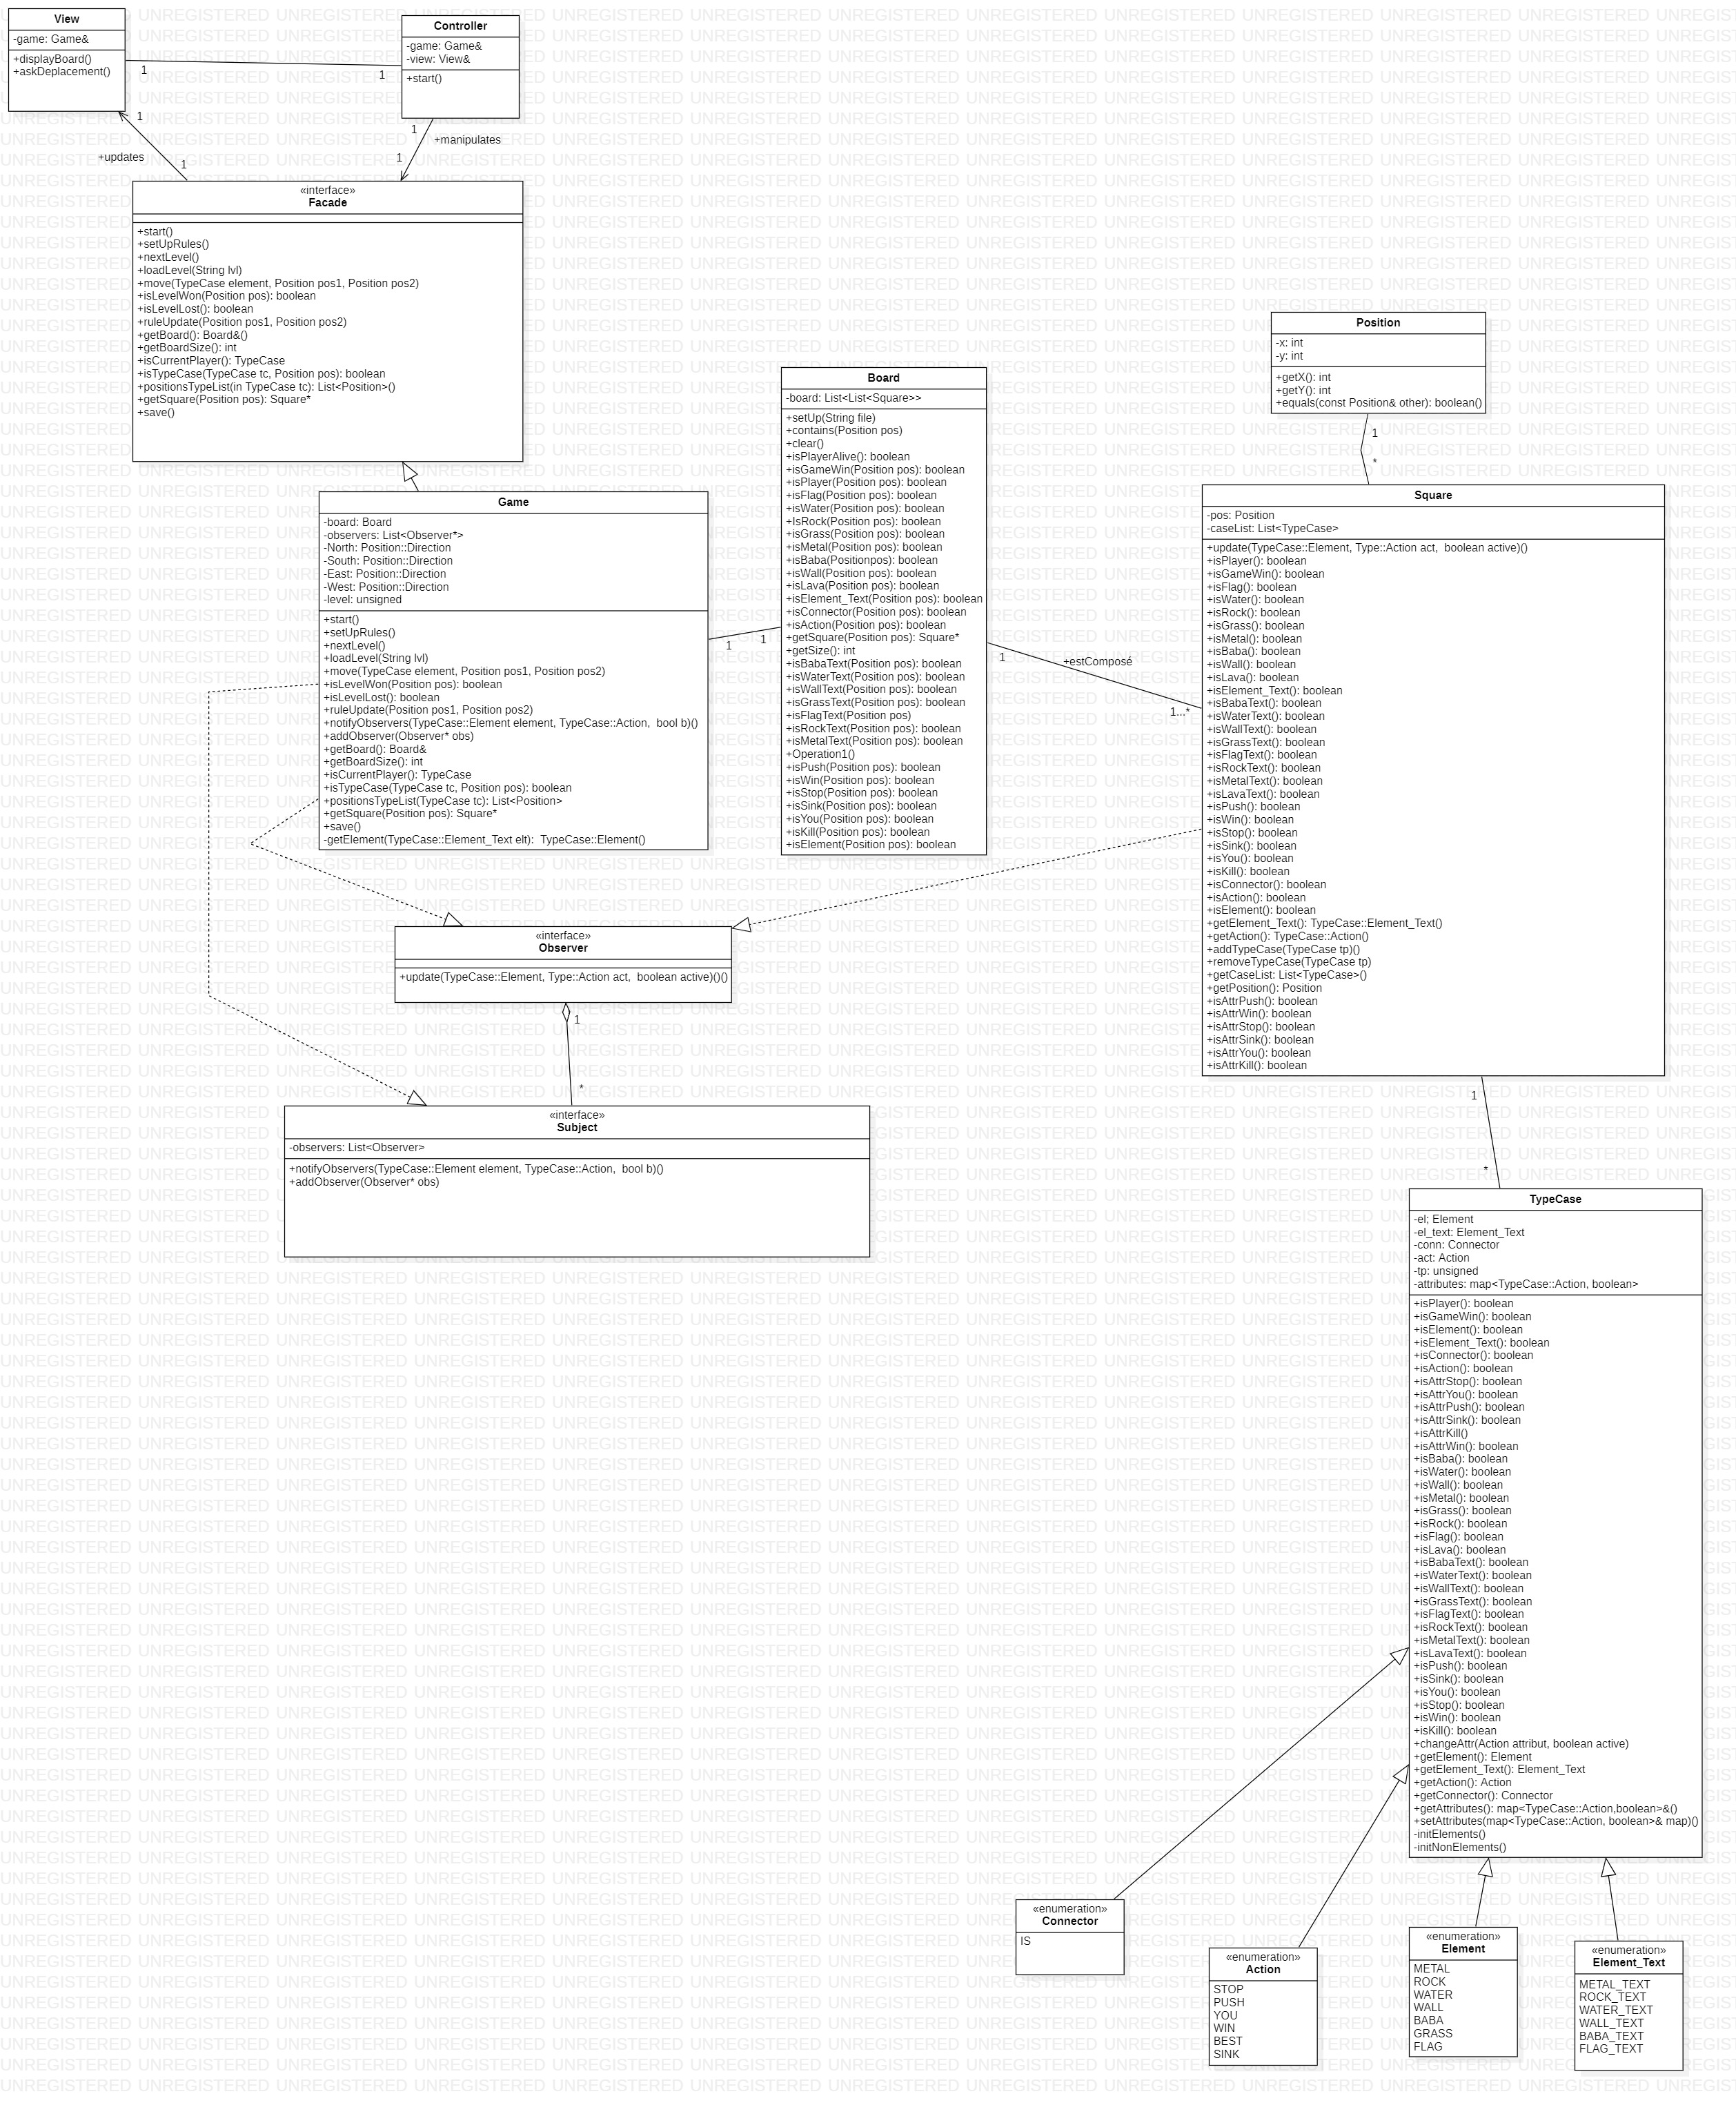 View
-game: Game&
+displayBoard()
+askDeplacement()
Controller
-game: Game&
-view: View&
+start()
1
1
1
+updates
1
1
+manipulates
1
«interface»
Facade
+start()
+setUpRules()
+nextLevel()
+loadLevel(String lvl)
+move(TypeCase element, Position pos1, Position pos2)
+isLevelWon(Position pos): boolean
+isLevelLost(): boolean
+ruleUpdate(Position pos1, Position pos2)
+getBoard(): Board&()
+getBoardSize(): int
+isCurrentPlayer(): TypeCase
+isTypeCase(TypeCase tc, Position pos): boolean
+positionsTypeList(in TypeCase tc): List<Position>()
+getSquare(Position pos): Square*
+save()
Game
-board: Board
-observers: List<Observer*>
-North: Position::Direction
-South: Position::Direction
-East: Position::Direction
-West: Position::Direction
-level: unsigned
+start()
+setUpRules()
+nextLevel()
+loadLevel(String lvl)
+move(TypeCase element, Position pos1, Position pos2)
+isLevelWon(Position pos): boolean
+isLevelLost(): boolean
+ruleUpdate(Position pos1, Position pos2)
+notifyObservers(TypeCase::Element element, TypeCase::Action,  bool b)()
+addObserver(Observer* obs)
+getBoard(): Board&
+getBoardSize(): int
+isCurrentPlayer(): TypeCase
+isTypeCase(TypeCase tc, Position pos): boolean
+positionsTypeList(TypeCase tc): List<Position>
+getSquare(Position pos): Square*
+save()
-getElement(TypeCase::Element_Text elt):  TypeCase::Element()
1
1
Board
-board: List<List<Square>>
+setUp(String file)
+contains(Position pos)
+clear()
+isPlayerAlive(): boolean
+isGameWin(Position pos): boolean
+isPlayer(Position pos): boolean
+isFlag(Position pos): boolean
+isWater(Position pos): boolean
+IsRock(Position pos): boolean
+isGrass(Position pos): boolean
+isMetal(Position pos): boolean
+isBaba(Positionpos): boolean
+isWall(Position pos): boolean
+isLava(Position pos): boolean
+isElement_Text(Position pos): boolean
+isConnector(Position pos): boolean
+isAction(Position pos): boolean
+getSquare(Position pos): Square*
+getSize(): int
+isBabaText(Position pos): boolean
+isWaterText(Position pos): boolean
+isWallText(Position pos): boolean
+isGrassText(Position pos): boolean
+isFlagText(Position pos)
+isRockText(Position pos): boolean
+isMetalText(Position pos): boolean
+Operation1()
+isPush(Position pos): boolean
+isWin(Position pos): boolean
+isStop(Position pos): boolean
+isSink(Position pos): boolean
+isYou(Position pos): boolean
+isKill(Position pos): boolean
+isElement(Position pos): boolean
1
+estComposé
1...*
Position
-x: int
-y: int
+getX(): int
+getY(): int
+equals(const Position& other): boolean()
1
*
Square
-pos: Position
-caseList: List<TypeCase>
+update(TypeCase::Element, Type::Action act,  boolean active)()
+isPlayer(): boolean
+isGameWin(): boolean
+isFlag(): boolean
+isWater(): boolean
+isRock(): boolean
+isGrass(): boolean
+isMetal(): boolean
+isBaba(): boolean
+isWall(): boolean
+isLava(): boolean
+isElement_Text(): boolean
+isBabaText(): boolean
+isWaterText(): boolean
+isWallText(): boolean
+isGrassText(): boolean
+isFlagText(): boolean
+isRockText(): boolean
+isMetalText(): boolean
+isLavaText(): boolean
+isPush(): boolean
+isWin(): boolean
+isStop(): boolean
+isSink(): boolean
+isYou(): boolean
+isKill(): boolean
+isConnector(): boolean
+isAction(): boolean
+isElement(): boolean
+getElement_Text(): TypeCase::Element_Text()
+getAction(): TypeCase::Action()
+addTypeCase(TypeCase tp)()
+removeTypeCase(TypeCase tp)
+getCaseList: List<TypeCase>()
+getPosition(): Position
+isAttrPush(): boolean
+isAttrWin(): boolean
+isAttrStop(): boolean
+isAttrSink(): boolean
+isAttrYou(): boolean
+isAttrKill(): boolean
«interface»
Observer
+update(TypeCase::Element, Type::Action act,  boolean active)()()
1
*
«interface»
Subject
-observers: List<Observer>
+notifyObservers(TypeCase::Element element, TypeCase::Action,  bool b)()
+addObserver(Observer* obs)
1
*
TypeCase
-el; Element
-el_text: Element_Text
-conn: Connector
-act: Action
-tp: unsigned
-attributes: map<TypeCase::Action, boolean>
+isPlayer(): boolean
+isGameWin(): boolean
+isElement(): boolean
+isElement_Text(): boolean
+isConnector(): boolean
+isAction(): boolean
+isAttrStop(): boolean
+isAttrYou(): boolean
+isAttrPush(): boolean
+isAttrSink(): boolean
+isAttrKill()
+isAttrWin(): boolean
+isBaba(): boolean
+isWater(): boolean
+isWall(): boolean
+isMetal(): boolean
+isGrass(): boolean
+isRock(): boolean
+isFlag(): boolean
+isLava(): boolean
+isBabaText(): boolean
+isWaterText(): boolean
+isWallText(): boolean
+isGrassText(): boolean
+isFlagText(): boolean
+isRockText(): boolean
+isMetalText(): boolean
+isLavaText(): boolean
+isPush(): boolean
+isSink(): boolean
+isYou(): boolean
+isStop(): boolean
+isWin(): boolean
+isKill(): boolean
+changeAttr(Action attribut, boolean active)
+getElement(): Element
+getElement_Text(): Element_Text
+getAction(): Action
+getConnector(): Connector
+getAttributes(): map<TypeCase::Action,boolean>&()
+setAttributes(map<TypeCase::Action, boolean>& map)()
-initElements()
-initNonElements()
«enumeration»
Connector
IS
«enumeration»
Action
STOP
PUSH
YOU
WIN
BEST
SINK
«enumeration»
Element
METAL
ROCK
WATER
WALL
BABA
GRASS
FLAG
«enumeration»
Element_Text
METAL_TEXT
ROCK_TEXT
WATER_TEXT
WALL_TEXT
BABA_TEXT
FLAG_TEXT